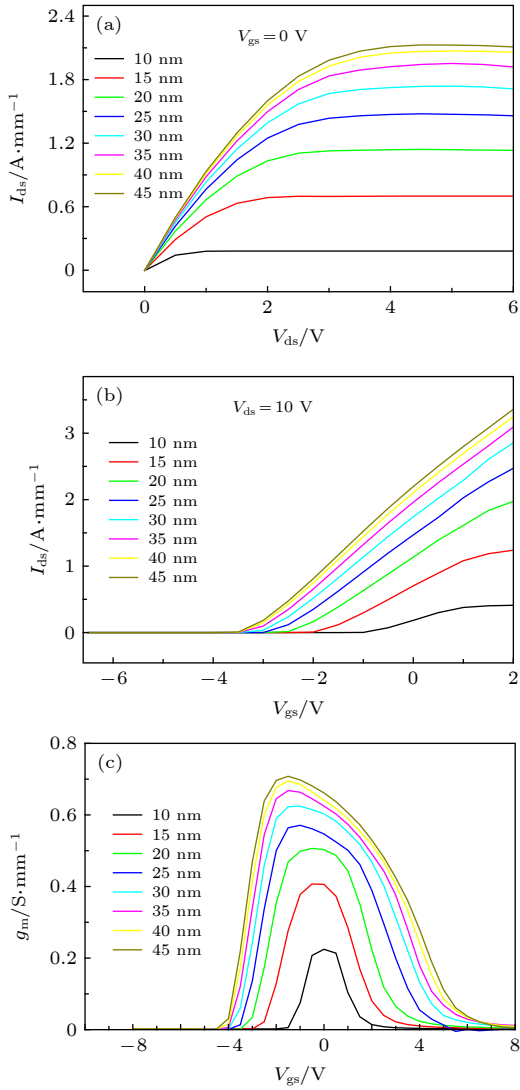 (a)
Vgs=0 V
10 nm
15 nm
20 nm
25 nm
30 nm
35 nm
40 nm
45 nm
2.4
1.8
1.2
0.6
0
Ids/A·mm−1
0
2
4
6
Vds/V
(b)
Vds=10 V
10 nm
15 nm
20 nm
25 nm
30 nm
35 nm
40 nm
45 nm
3
2
1
0
Ids/A·mm−1
−6
−4
−2
0
2
Vgs/V
(c)
10 nm
15 nm
20 nm
25 nm
30 nm
35 nm
40 nm
45 nm
0.8
0.6
0.4
0.2
0
gm/S·mm−1
−8
−4
0
4
8
Vgs/V